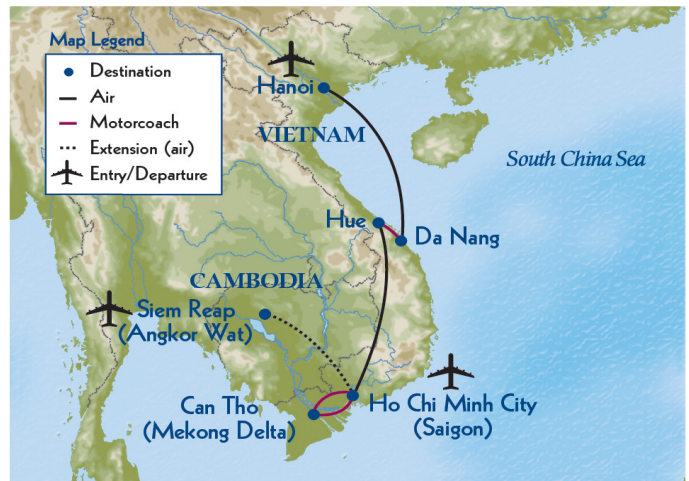 Map Legend
Destination
Air
Motorcoach
Extension (air)
Entry/Departure
Hanoi
VIETNAM
South China Sea
Hue
Da Nang
CAMBODIA
Siem Reap
(Angkor Wat)
Can Tho
(Mekong Delta)
Ho Chi Minh City
(Saigon)